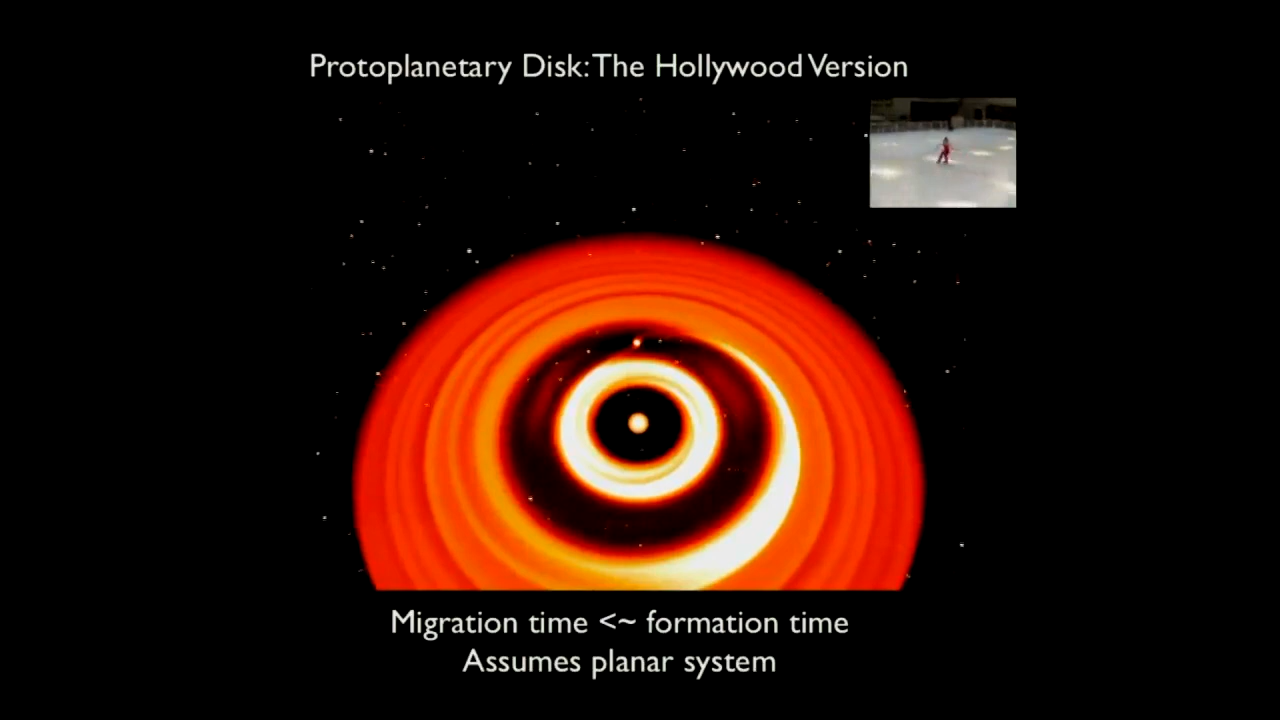 Protoplanetary Disk: The Hollywood Version
Migration time <~ formation time
Assumes planar system